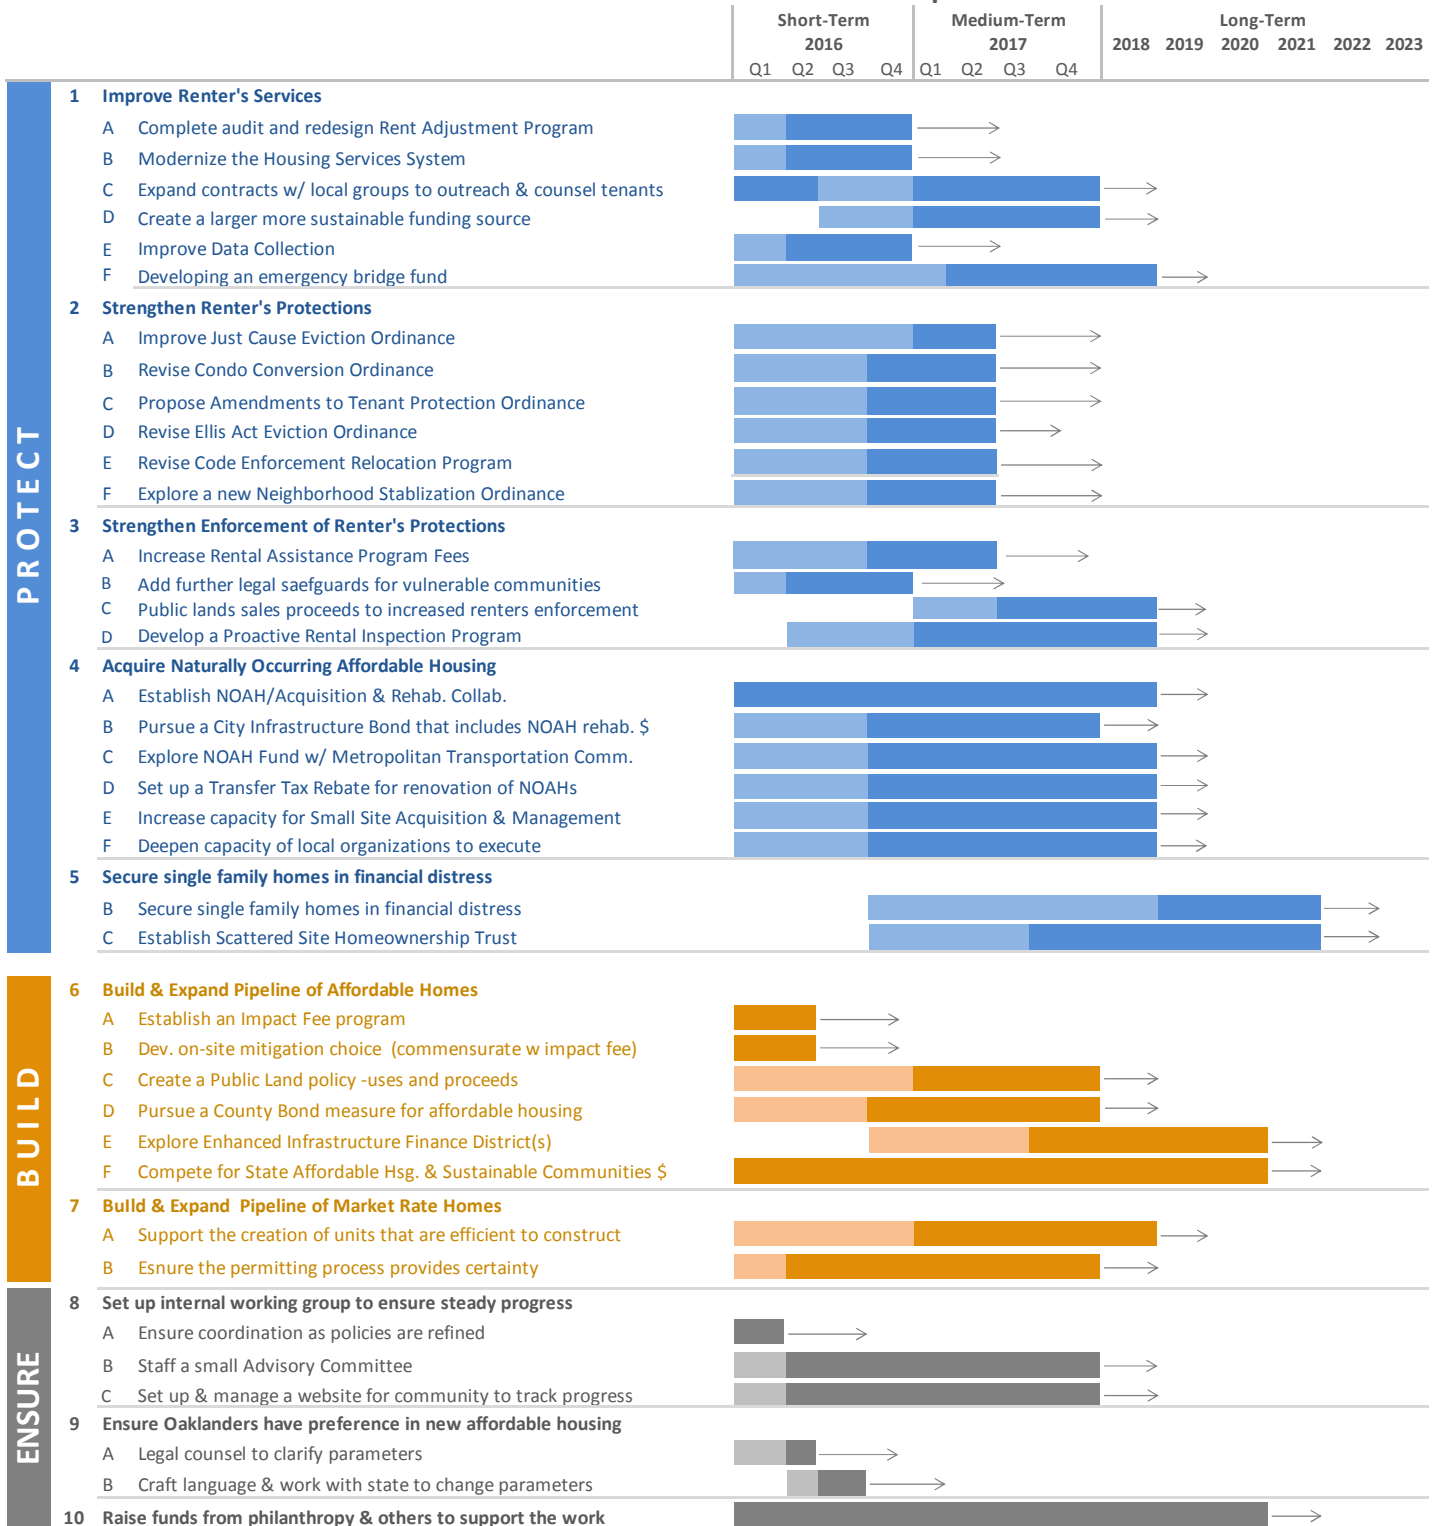 Short-Term Medium-Term Long-Term
2016 2017 2018 2019 2020 2021 2022 2023
Q1 Q2 Q3 Q4 Q1 Q2 Q3 Q4
PROTECT
1 Improve Renter's Services
A Complete audit and redesign Rent Adjustment Program
B Modernize the Housing Services System
C Expand contracts w/ local groups to outreach & counsel tenants
D Create a larger more sustainable funding source
E Improve Data Collection
F Developing an emergency bridge fund
2 Strengthen Renter's Protections
A Improve Just Cause Eviction Ordinance
B Revise Condo Conversion Ordinance
C Propose Amendments to Tenant Protection Ordinance
D Revise Ellis Act Eviction Ordinance
E Revise Code Enforcement Relocation Program
F Explore a new Neighborhood Stablization Ordinance
3 Strengthen Enforcement of Renter's Protections
A Increase Rental Assistance Program Fees
B Add further legal saefguards for vulnerable communities
C Public lands sales proceeds to increased renters enforcement
D Develop a Proactive Rental Inspection Program
4 Acquire Naturally Occurring Affordable Housing
A Establish NOAH/Acquisition & Rehab. Collab.
B Pursue a City Infrastructure Bond that includes NOAH rehab. $
C Explore NOAH Fund w/ Metropolitan Transportation Comm.
D Set up a Transfer Tax Rebate for renovation of NOAHs
E Increase capacity for Small Site Acquisition & Management
F Deepen capacity of local organizations to execute
5 Secure single family homes in financial distress
B Secure single family homes in financial distress
C Establish Scattered Site Homeownership Trust
BUILD
6 Build & Expand Pipeline of Affordable Homes
A Establish an Impact Fee program
B Dev. on-site mitigation choice (commensurate w impact fee)
C Create a Public Land policy -uses and proceeds
D Pursue a County Bond measure for affordable housing
E Explore Enhanced Infrastructure Finance District(s)
F Compete for State Affordable Hsg. & Sustainable Communities $
7 BuIld & Expand Pipeline of Market Rate Homes
A Support the creation of units that are efficient to construct
B Esnure the permitting process provides certainty
ENSURE
8 Set up internal working group to ensure steady progress
A Ensure coordination as policies are refined
B Staff a small Advisory Committee
C Set up & manage a website for community to track progress
9 Ensure Oaklanders have preference in new affordable housing
A Legal counsel to clarify parameters
B Craft language & work with state to change parameters
10 Raise funds from philanthropy & others to support the work